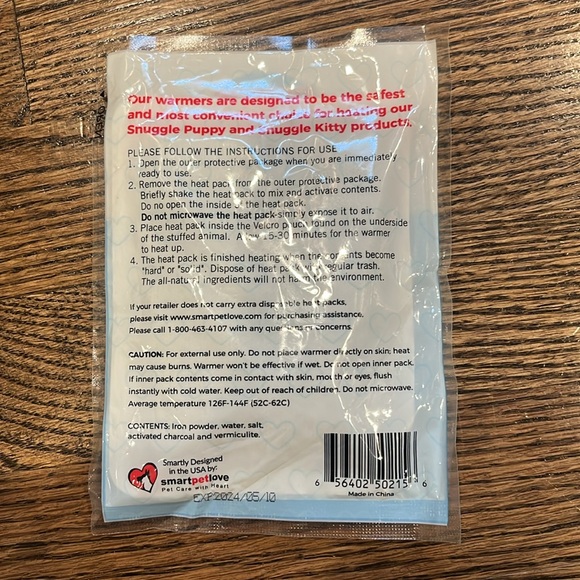 Our warmers are designed to be the safest
and most convenient choice for heating our
Snuggle Puppy and Snuggle Kitty products.
PLEASE FOLLOW THE INSTRUCTIONS FOR USE
1. Open the outer protective package when you are immediately
ready to use.
2. Remove the heat pack from the outer protective package.
Briefly shake the heat pack to mix and activate contents.
Do no open the inside of the heat pack.
Do not microwave the heat pack-simply expose it to air.
3. Place heat pack inside the Velcro pouch found on the underside
of the stuffed animal. Allow 15-30 minutes for the warmer
to heat up.
4. The heat pack is finished heating when the contents become
"hard" or "solid". Dispose of heat pack with regular trash.
The all-natural ingredients will not harm the environment.
If your retailer does not carry extra disposable heat packs,
please visit www.smartpetlove.com for purchasing assistance.
Please call 1-800-463-4107 with any questions or concerns.
CAUTION: For external use only. Do not place warmer directly on skin; heat
may cause burns. Warmer won't be effective if wet. Do not open inner pack.
If inner pack contents come in contact with skin, mouth or eyes, flush
instantly with cold water. Keep out of reach of children. Do not microwave.
Average temperature 126F-144F (52C-62C)
CONTENTS: Iron powder, water, salt,
activated charcoal and vermiculite.
Smartly Designed
in the USA by:
smartpetlove
Pet Care with Heart
EXP2024/05/10
6 56402 50215 6
Made in China